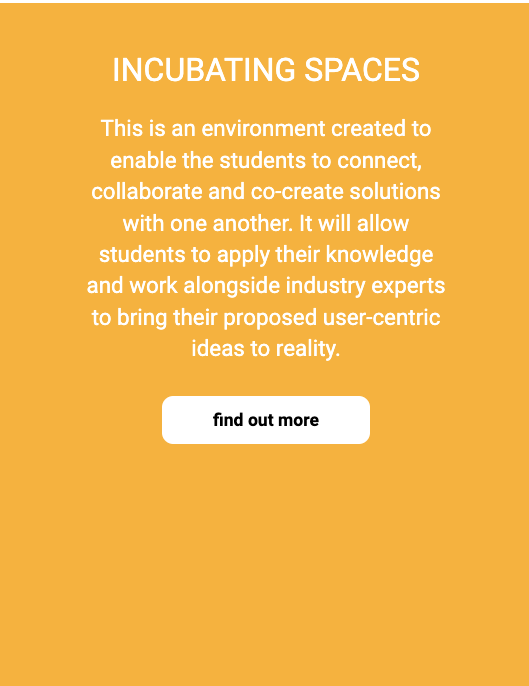 INCUBATING SPACES
This is an environment created to
enable the students to connect,
collaborate and co-create solutions
with one another. It will allow
students to apply their knowledge
and work alongside industry experts
to bring their proposed user-centric
ideas to reality.
find out more